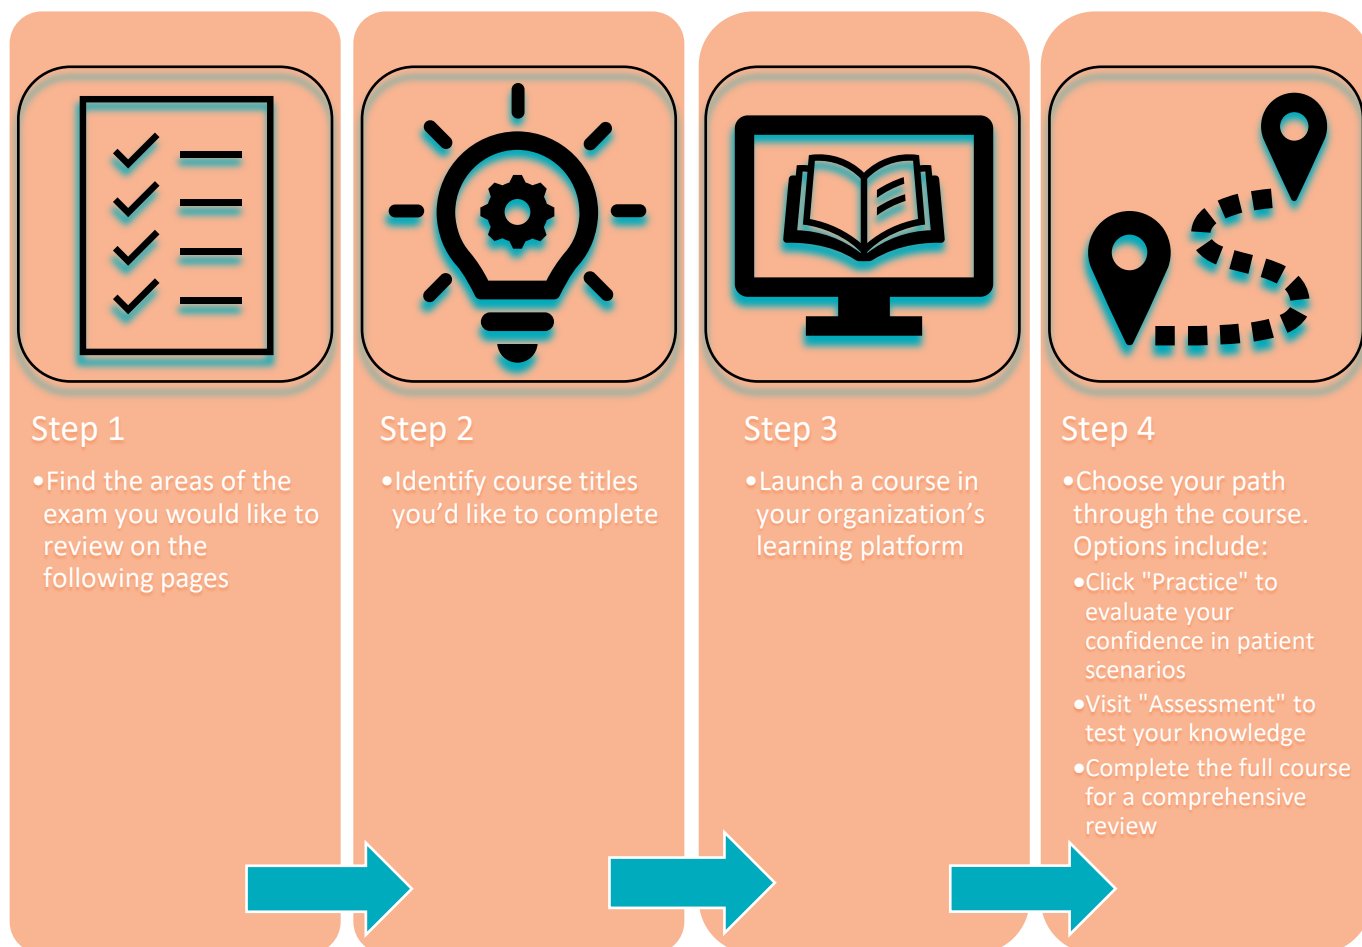 Step 1
•Find the areas of the
exam you would like to
review on the
following pages
Step 2
•Identify course titles
you’d like to complete
Step 3
•Launch a course in
your organization’s
learning platform
Step 4
•Choose your path
through the course.
Options include:
•Click "Practice" to
evaluate your
confidence in patient
scenarios
•Visit "Assessment" to
test your knowledge
•Complete the full course
for a comprehensive
review